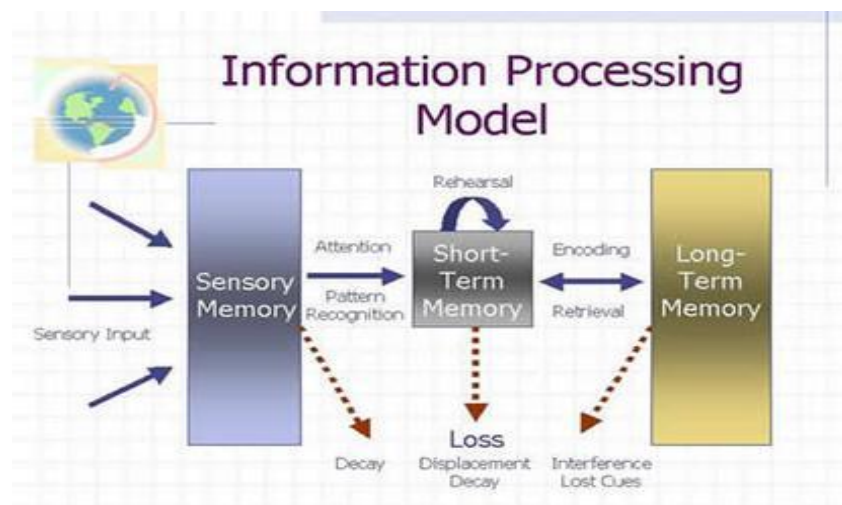 Information Processing
Model
Rehearsal
Attention
Pattern
Recognition
Encoding
Retrieval
Sensory
Memory
Short-
Term
Memory
Long-
Term
Memory
Sensory Input
Decay
Loss
Displacement
Decay
Interference
Lost Cues